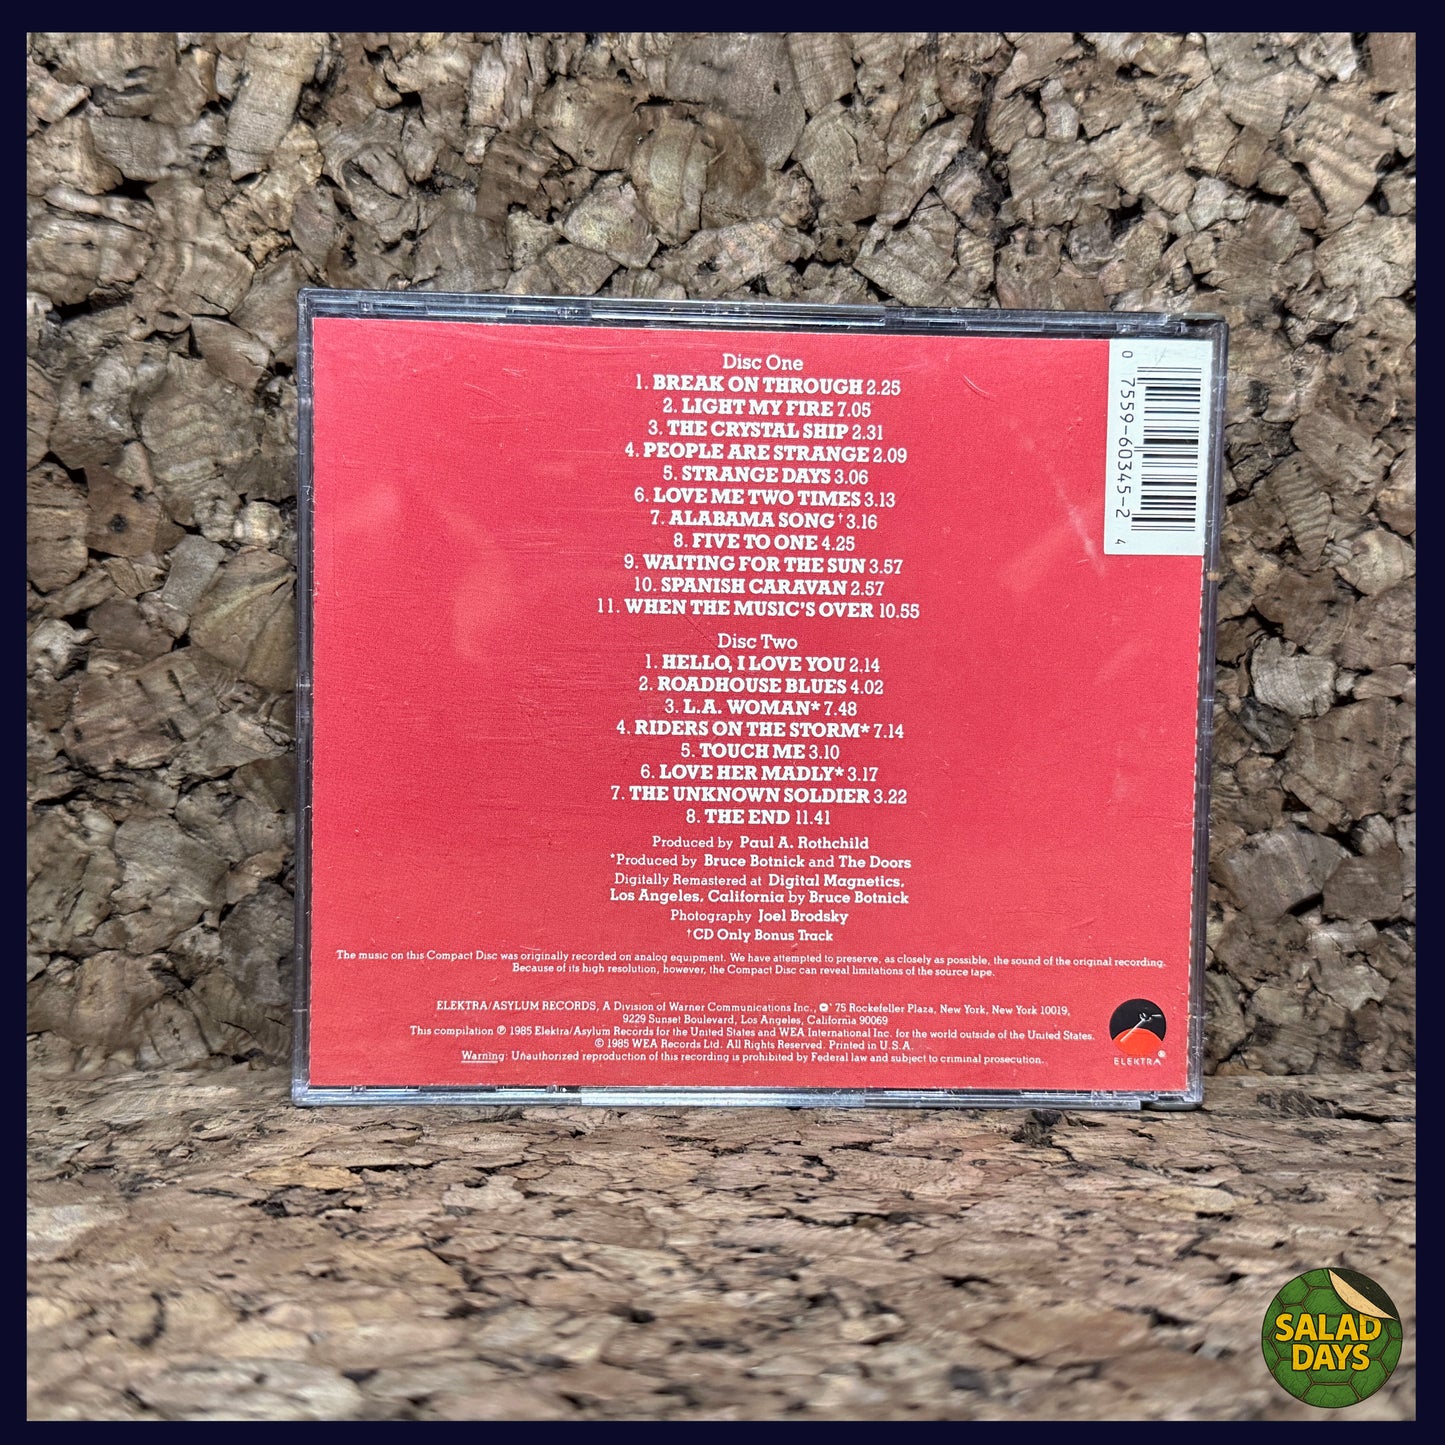 Disc One
1. BREAK ON THROUGH 2.25
2. LIGHT MY FIRE 7.05
3. THE CRYSTAL SHIP 2.31
4. PEOPLE ARE STRANGE 2.09
5. STRANGE DAYS 3.06
6. LOVE ME TWO TIMES 3.13
7. ALABAMA SONG † 3.16
8. FIVE TO ONE 4.25
9. WAITING FOR THE SUN 3.57
10. SPANISH CARAVAN 2.57
11. WHEN THE MUSIC'S OVER 10.55
Disc Two
1. HELLO, I LOVE YOU 2.14
2. ROADHOUSE BLUES 4.02
3. L.A. WOMAN* 7.48
4. RIDERS ON THE STORM* 7.14
5. TOUCH ME 3.10
6. LOVE HER MADLY* 3.17
7. THE UNKNOWN SOLDIER 3.22
8. THE END 11.41
Produced by Paul A. Rothchild
*Produced by Bruce Botnick and The Doors
Digitally Remastered at Digital Magnetics,
Los Angeles, California by Bruce Botnick
Photography Joel Brodsky
†CD Only Bonus Track
The music on this Compact Disc was originally recorded on analog equipment. We have attempted to preserve, as closely as possible, the sound of the original recording.
Because of its high resolution, however, the Compact Disc can reveal limitations of the source tape.
ELEKTRA/ASYLUM RECORDS, A Division of Warner Communications Inc., 75 Rockefeller Plaza, New York, New York 10019,
9229 Sunset Boulevard, Los Angeles, California 90069
This compilation ℗ 1985 Elektra/Asylum Records for the United States and WEA International Inc. for the world outside of the United States.
© 1985 WEA Records Ltd. All Rights Reserved. Printed in U.S.A.
Warning: Unauthorized reproduction of this recording is prohibited by Federal law and subject to criminal prosecution.
0 7559-60345-2 4
ELEKTRA®
SALAD
DAYS